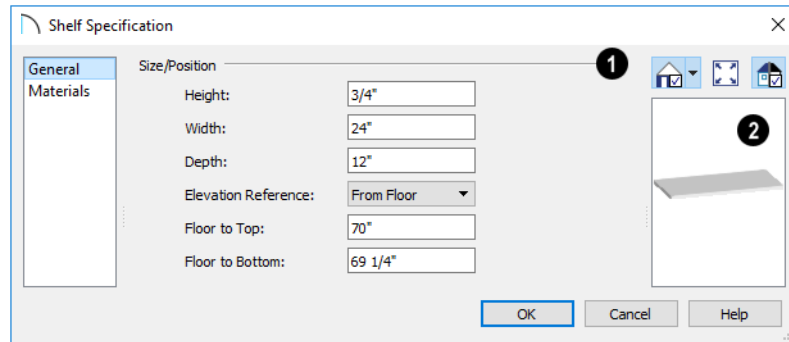 Shelf Specification
General
Materials
Size/Position
1
Height: 3/4"
Width: 24"
Depth: 12"
Elevation Reference: From Floor
Floor to Top: 70"
Floor to Bottom: 69 1/4"
2
OK Cancel Help